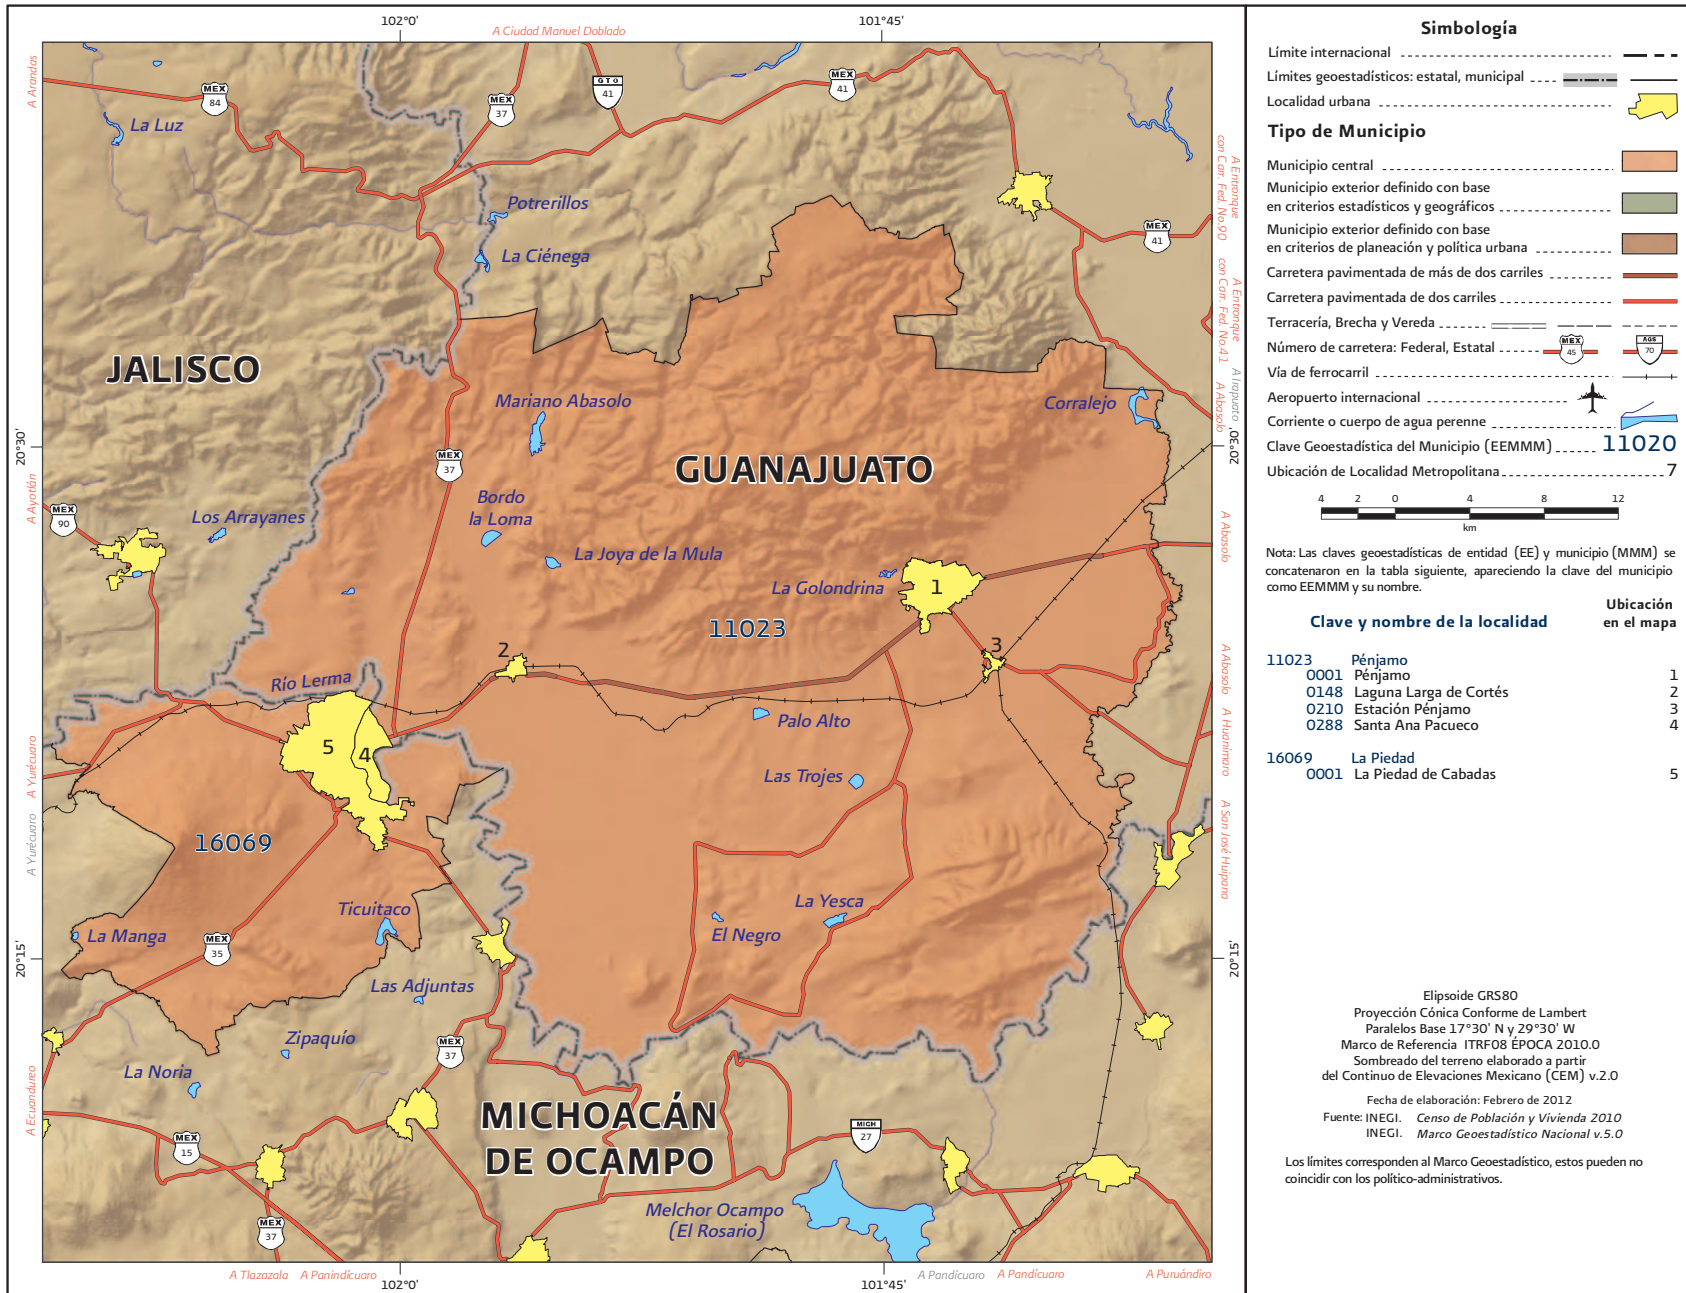 102°0'
A Ciudad Manuel Doblado
101°45'
A Arandas
MEX
84
MEX
37
GTO
41
MEX
41
La Luz
Potrerillos
La Ciénega
MEX
41
A Entronque
con Carr. Fed. No.90
A Entronque
con Carr. Fed. No.41
JALISCO
Mariano Abasolo
Corralejo
A Irapuato
A Abasolo
20°30'
20°30'
MEX
37
GUANAJUATO
A Ayotlán
MEX
90
Los Arrayanes
Bordo
la Loma
La Joya de la Mula
La Golondrina
1
A Abasolo
11023
2
3
A Abasolo
Río Lerma
5
4
Palo Alto
A Huanímaro
A Yurécuaro
Las Trojes
A Yurécuaro
16069
A San José Huipana
La Yesca
El Negro
Ticuitaco
La Manga
MEX
35
20°15'
20°15'
Las Adjuntas
Zipaquío
MEX
37
La Noria
A Ecuandureo
MICHOACÁN
DE OCAMPO
MICH
27
MEX
15
Melchor Ocampo
(El Rosario)
MEX
37
A Tlazazala
A Panindícuaro
102°0'
101°45'
A Pandícuaro
A Pandícuaro
A Puruándiro
Simbología
Límite internacional
Límites geoestadísticos: estatal, municipal
Localidad urbana
Tipo de Municipio
Municipio central
Municipio exterior definido con base
en criterios estadísticos y geográficos
Municipio exterior definido con base
en criterios de planeación y política urbana
Carretera pavimentada de más de dos carriles
Carretera pavimentada de dos carriles
Terracería, Brecha y Vereda
Número de carretera: Federal, Estatal
MEX
45
AGS
70
Vía de ferrocarril
Aeropuerto internacional
Corriente o cuerpo de agua perenne
Clave Geoestadística del Municipio (EEMMM) 11020
Ubicación de Localidad Metropolitana 7
4 2 0 4 8 12
km
Nota: Las claves geoestadísticas de entidad (EE) y municipio (MMM) se
concatenaron en la tabla siguiente, apareciendo la clave del municipio
como EEMMM y su nombre.
Ubicación
en el mapa
Clave y nombre de la localidad
11023 Pénjamo
0001 Pénjamo 1
0148 Laguna Larga de Cortés 2
0210 Estación Pénjamo 3
0288 Santa Ana Pacueco 4
16069 La Piedad
0001 La Piedad de Cabadas 5
Elipsoide GRS80
Proyección Cónica Conforme de Lambert
Paralelos Base 17°30' N y 29°30' W
Marco de Referencia ITRF08 ÉPOCA 2010.0
Sombreado del terreno elaborado a partir
del Continuo de Elevaciones Mexicano (CEM) v.2.0
Fecha de elaboración: Febrero de 2012
Fuente: INEGI. Censo de Población y Vivienda 2010
INEGI. Marco Geoestadístico Nacional v.5.0
Los límites corresponden al Marco Geoestadístico, estos pueden no
coincidir con los político-administrativos.